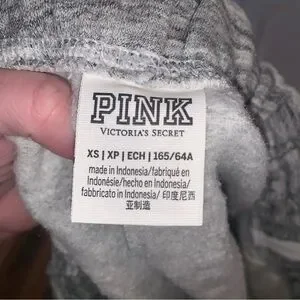 PINK
VICTORIA'S SECRET
XS | XP | ECH | 165/64A
made in Indonesia/fabriqué en
Indonésie/hecho en Indonesia/
fabbricato in Indonesia/ 印度尼西
亚制造